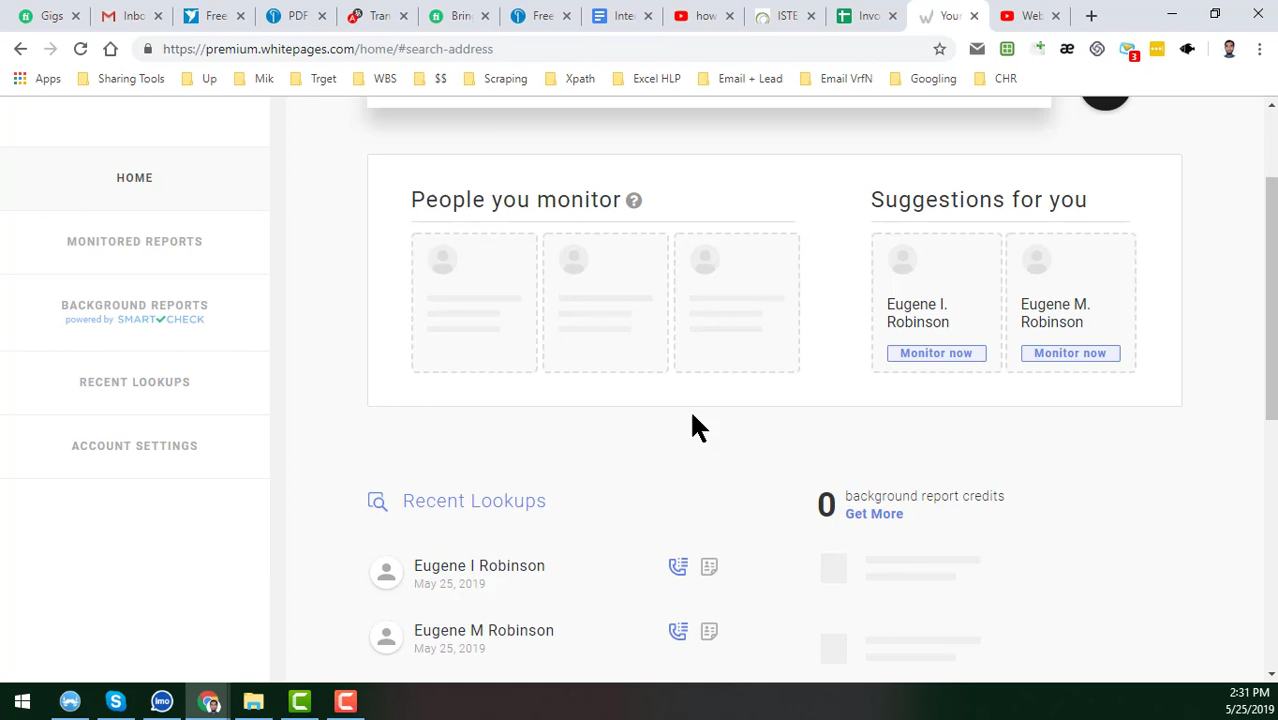 Gigs
Inbo
Free
PDF
Tran
Brin
Free
Inte
how
ISTE
Invo
Your
Web
https://premium.whitepages.com/home/#search-address
3
Apps
Sharing Tools
Up
Mik
Trget
WBS
$$
Scraping
Xpath
Excel HLP
Email + Lead
Email VrfN
Googling
CHR
HOME
MONITORED REPORTS
BACKGROUND REPORTS
powered by SMARTCHECK
RECENT LOOKUPS
ACCOUNT SETTINGS
People you monitor ?
Suggestions for you
Eugene I.
Robinson
Monitor now
Eugene M.
Robinson
Monitor now
Recent Lookups
Eugene I Robinson
May 25, 2019
Eugene M Robinson
May 25, 2019
0
background report credits
Get More
2:31 PM
5/25/2019